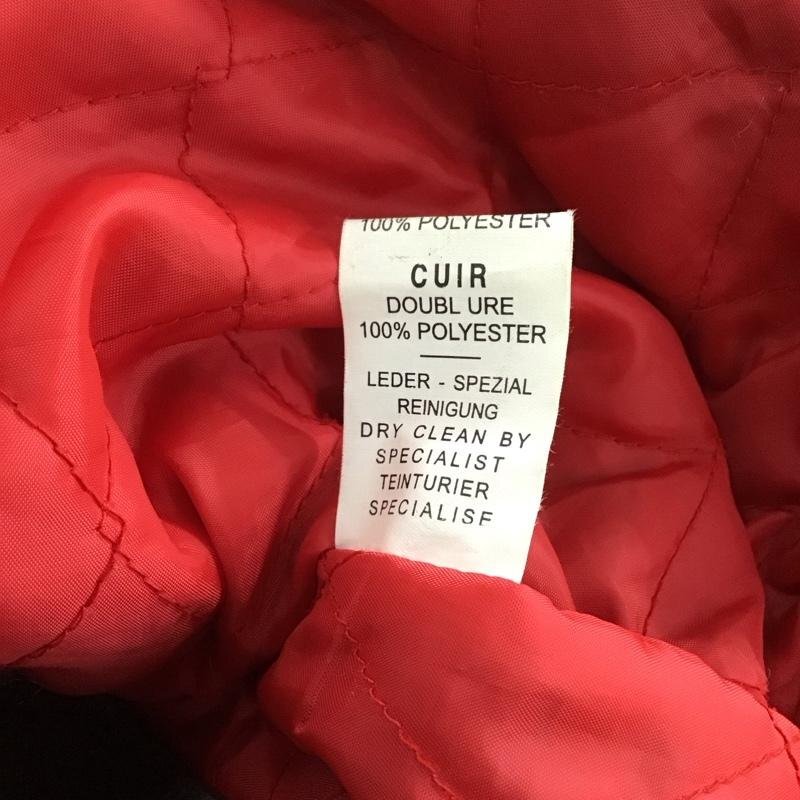 100% POLYESTER
CUIR
DOUBL URE
100% POLYESTER
LEDER - SPEZIAL
REINIGUNG
DRY CLEAN BY
SPECIALIST
TEINTURIER
SPECIALISE